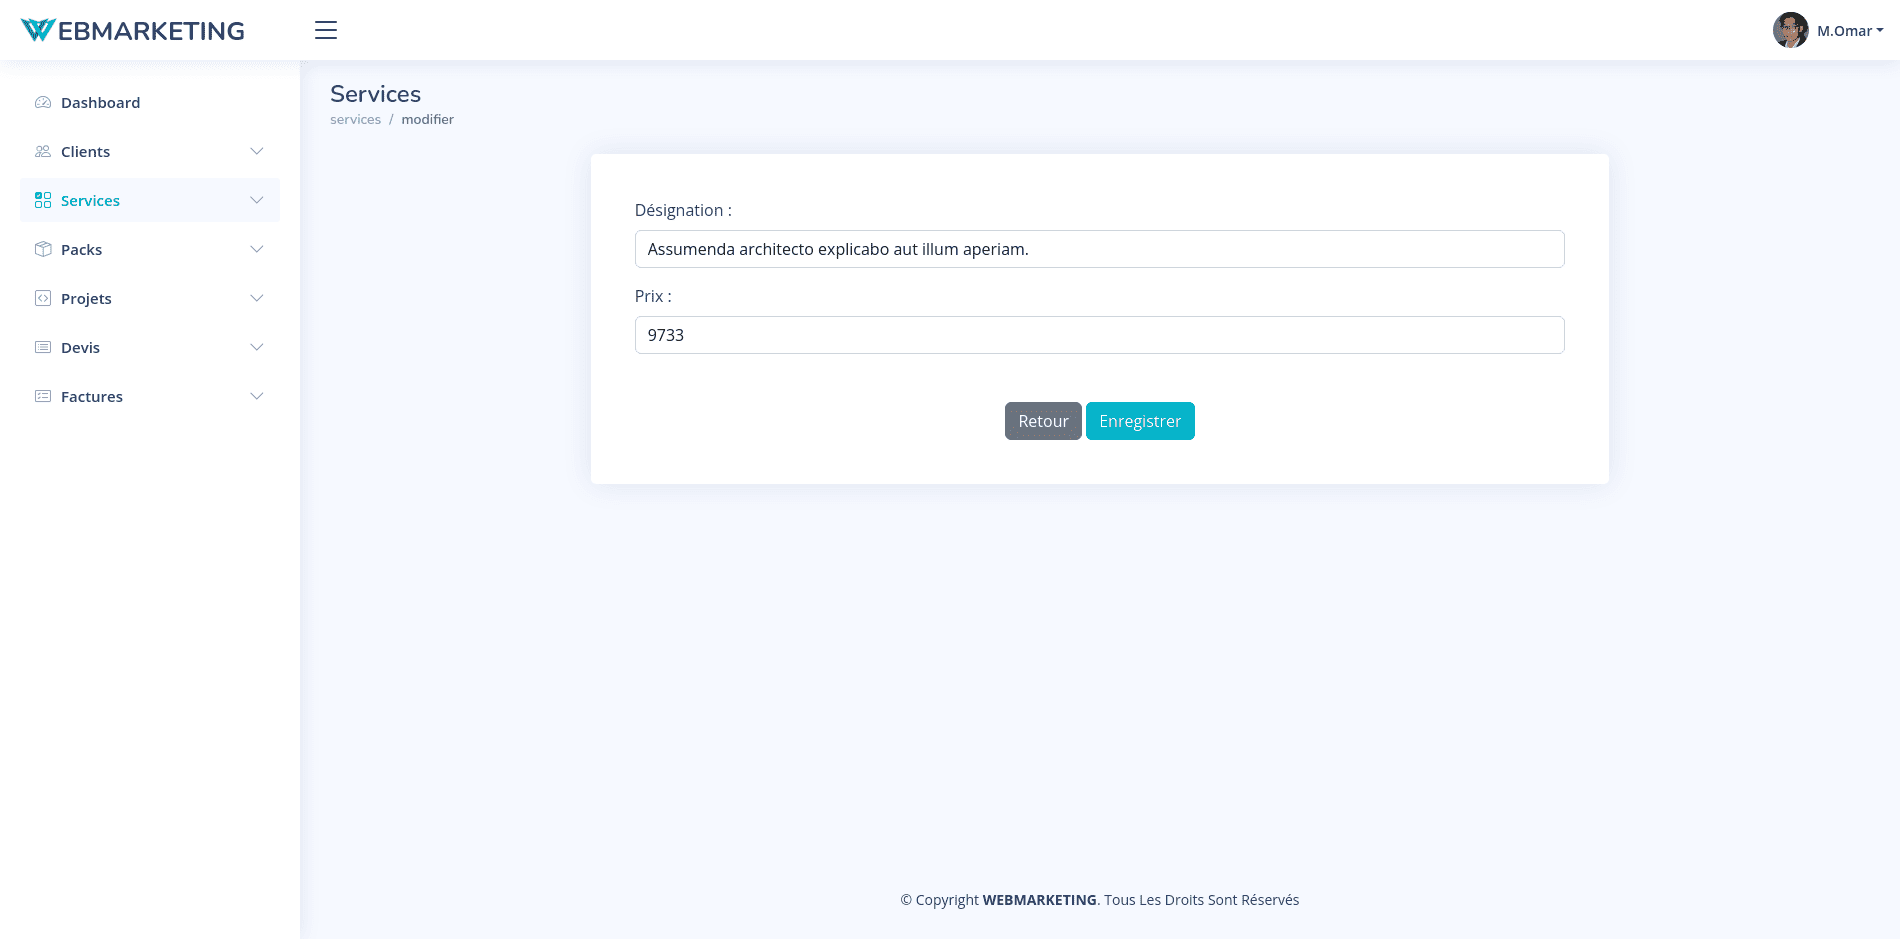 WEBMARKETING
M.Omar
Dashboard
Clients
Services
Packs
Projets
Devis
Factures
Services
services / modifier
Désignation :
Assumenda architecto explicabo aut illum aperiam.
Prix :
9733
Retour Enregistrer
© Copyright WEBMARKETING. Tous Les Droits Sont Réservés